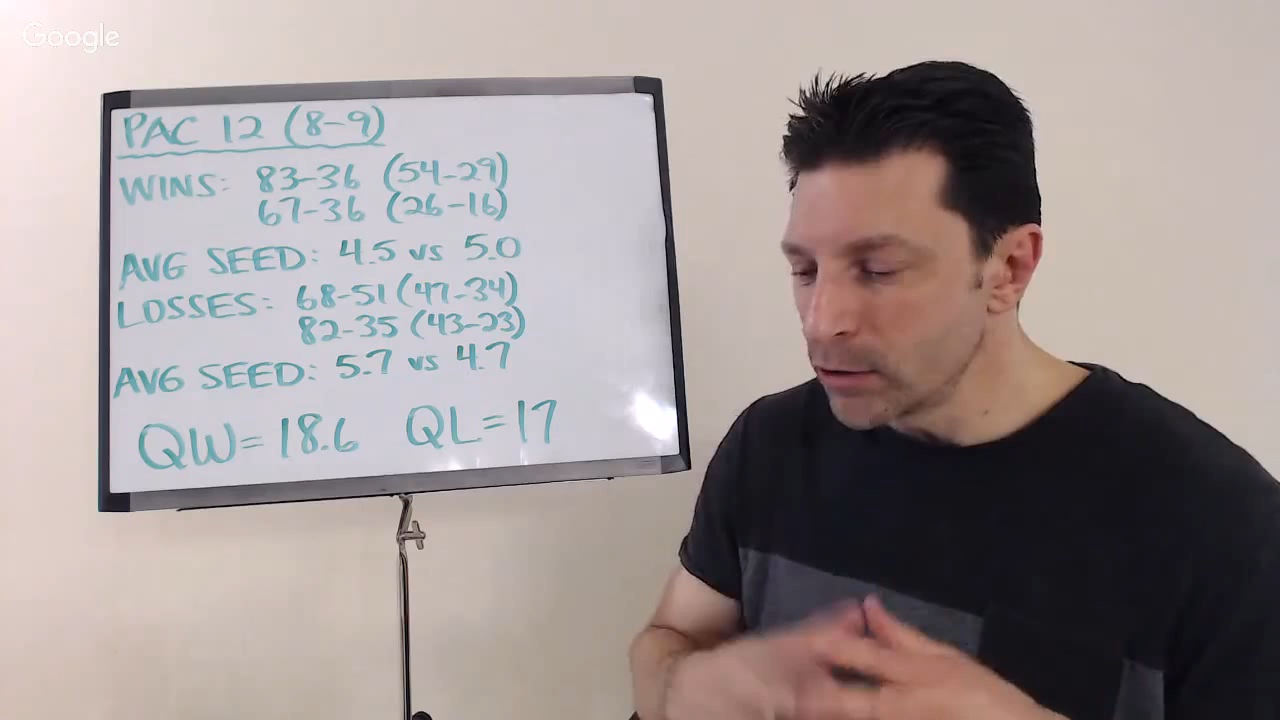 Google
PAC 12 (8-9)
WINS: 83-36 (54-29)
67-36 (26-16)
AVG SEED: 4.5 vs 5.0
LOSSES: 68-51 (47-34)
82-35 (43-23)
AVG SEED: 5.7 vs 4.7
QW=18.6 QL=17